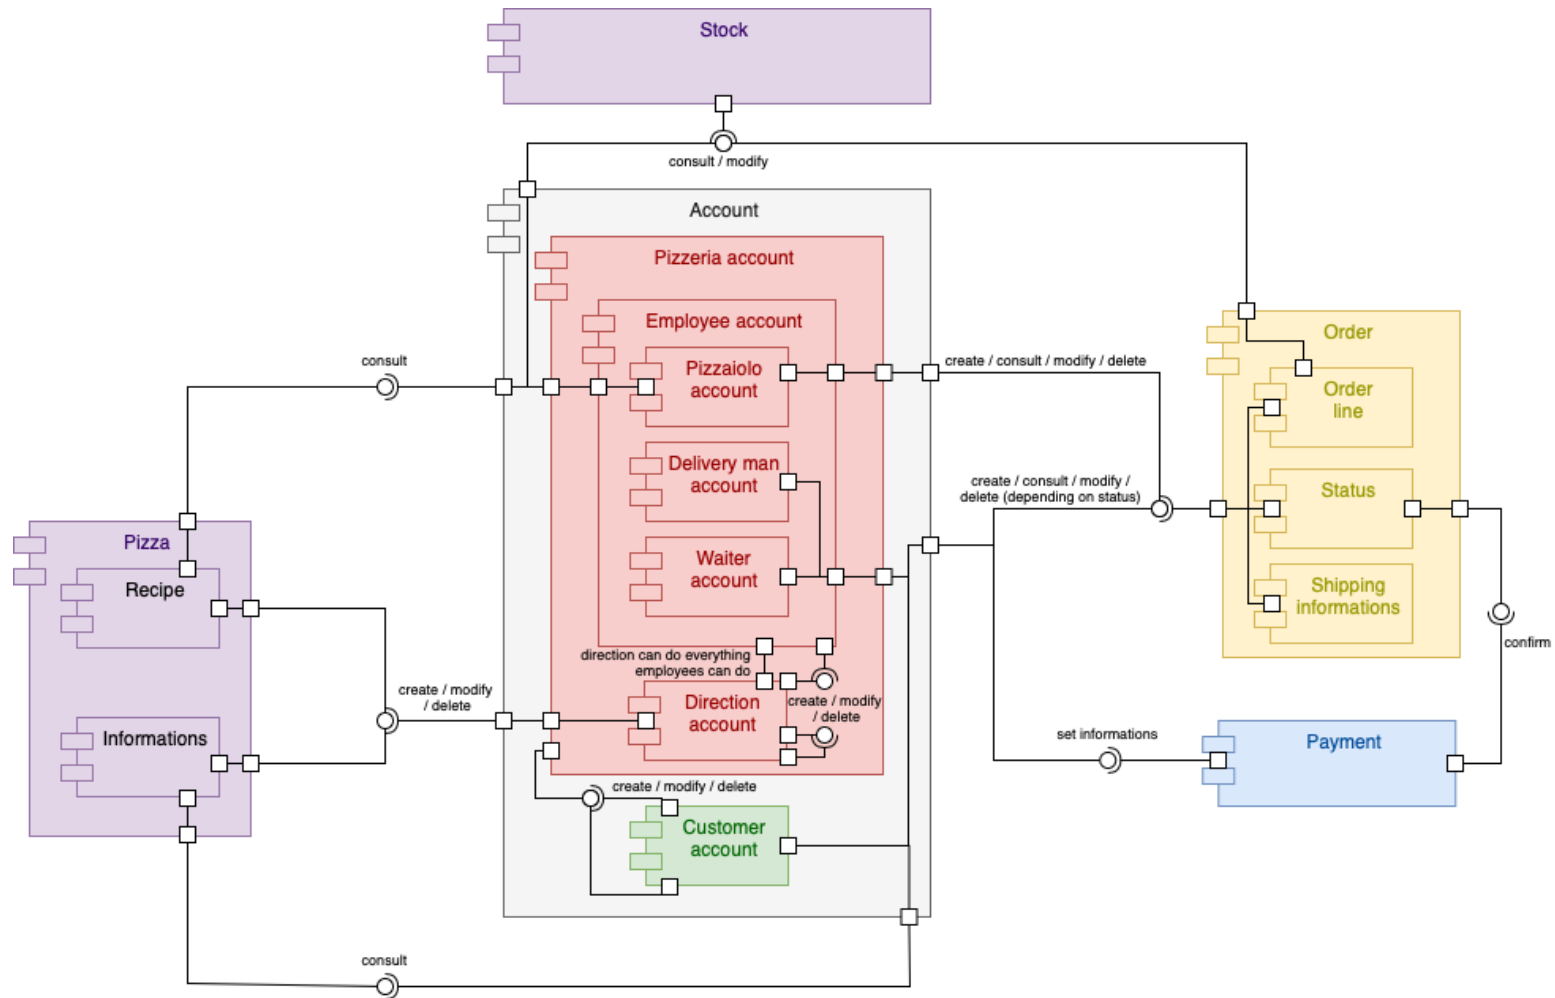 Stock
consult / modify
Account
Pizzeria account
Employee account
Pizzaiolo
account
Delivery man
account
Waiter
account
direction can do everything
employees can do
Direction
account
create / modify
/ delete
create / modify / delete
Customer
account
consult
Pizza
Recipe
Informations
create / modify
/ delete
consult
create / consult / modify / delete
create / consult / modify /
delete (depending on status)
Order
Order
line
Status
Shipping
informations
confirm
set informations
Payment